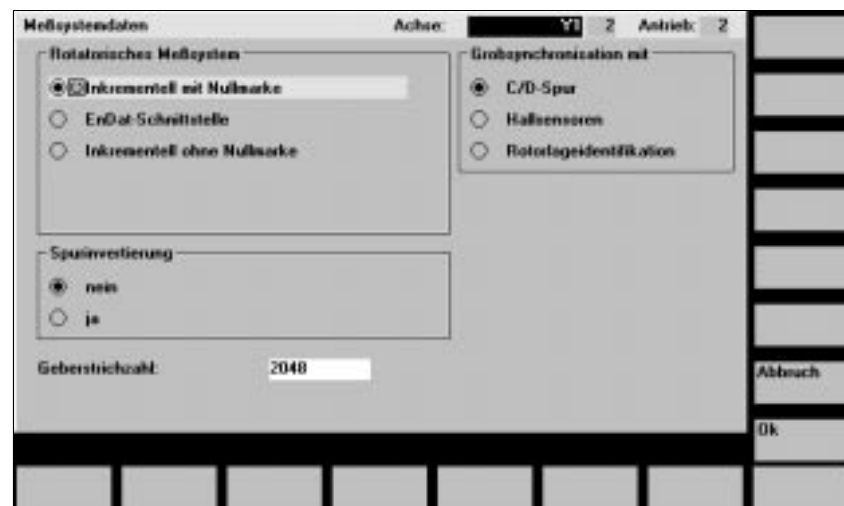 Meßsystemdaten Achse: Y1 2 Antrieb: 2
Rotatorisches Meßsystem
Inkrementell mit Nullmarke
EnDat-Schnittstelle
Inkrementell ohne Nullmarke
Grobsynchronisation mit
C/D-Spur
Hallsensoren
Rotorlageidentifikation
Spurinvertierung
nein
ja
Geberstrichzahl: 2048
Abbruch
Ok